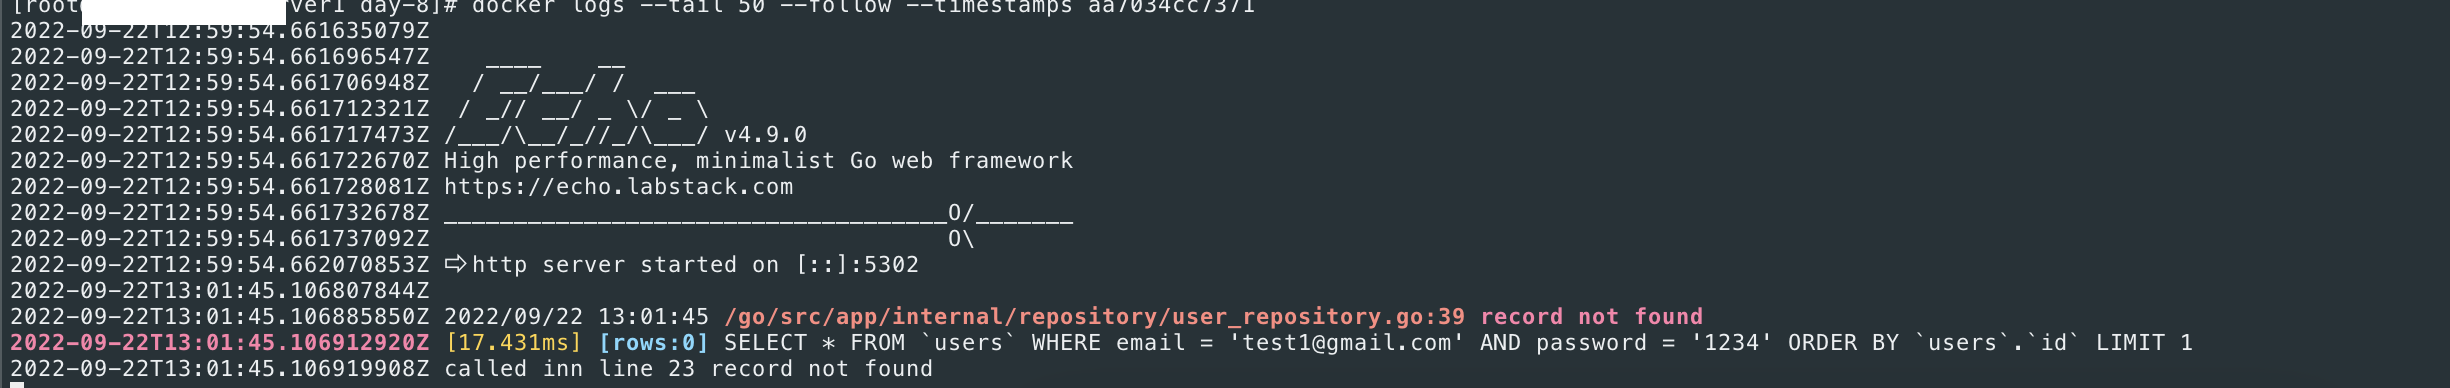 [root ver1 day-8]# docker logs --tail 50 --follow --timestamps aa7034cc7371
2022-09-22T12:59:54.661635079Z
2022-09-22T12:59:54.661696547Z    ____    __
2022-09-22T12:59:54.661706948Z   / __/___/ /  ___
2022-09-22T12:59:54.661712321Z  / _// __/ _ \/ _ \
2022-09-22T12:59:54.661717473Z /___/\__/_//_/\___/ v4.9.0
2022-09-22T12:59:54.661722670Z High performance, minimalist Go web framework
2022-09-22T12:59:54.661728081Z https://echo.labstack.com
2022-09-22T12:59:54.661732678Z ____________________________________O/_______
2022-09-22T12:59:54.661737092Z                                     O\
2022-09-22T12:59:54.662070853Z ⇨ http server started on [::]:5302
2022-09-22T13:01:45.106807844Z
2022-09-22T13:01:45.106885850Z 2022/09/22 13:01:45 /go/src/app/internal/repository/user_repository.go:39 record not found
2022-09-22T13:01:45.106912920Z [17.431ms] [rows:0] SELECT * FROM `users` WHERE email = 'test1@gmail.com' AND password = '1234' ORDER BY `users`.`id` LIMIT 1
2022-09-22T13:01:45.106919908Z called inn line 23 record not found